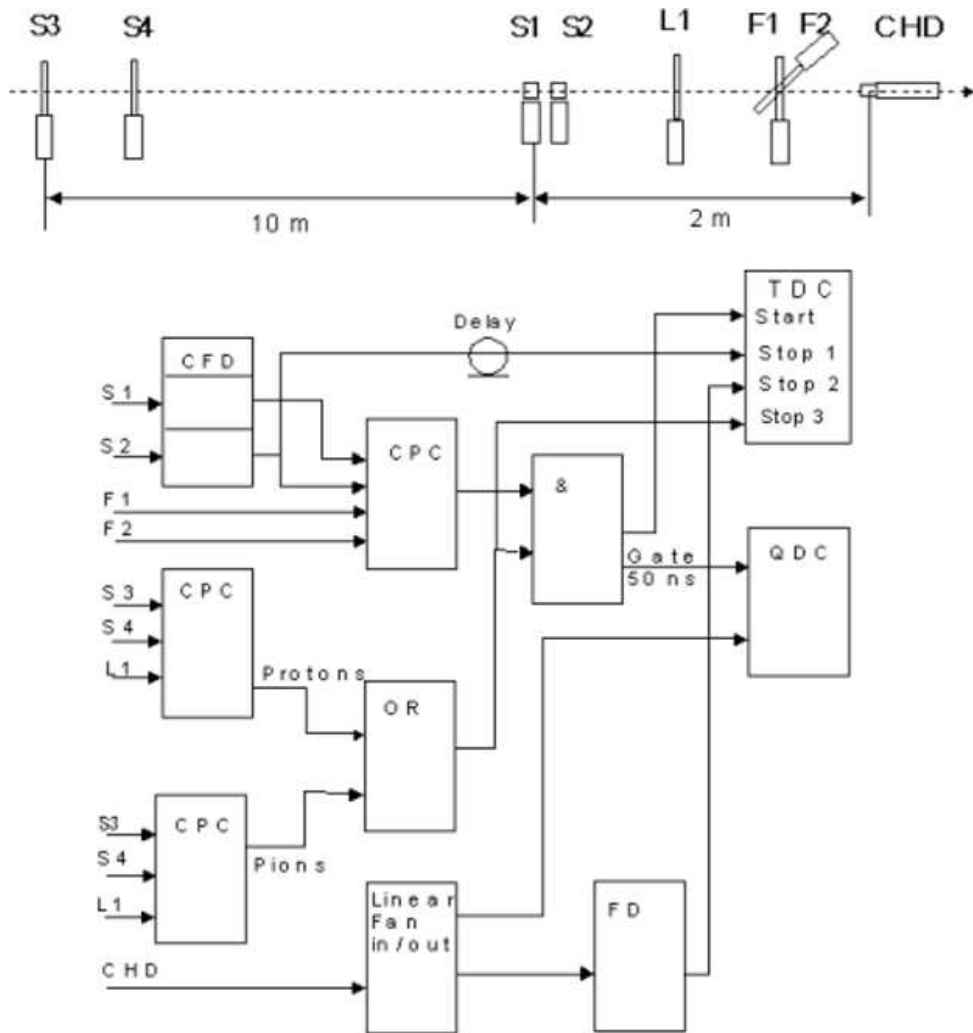 S3 S4 S1 S2 L1 F1 F2 CHD
10 m
2 m
TDC
Start
Stop 1
Stop 2
Stop 3
Delay
CFD
S1
S2
F1
F2
CPC
&
Gate
50 ns
QDC
S3
S4
L1
CPC
Protons
OR
S3
S4
L1
CPC
Pions
CHD
Linear
Fan
in/out
FD